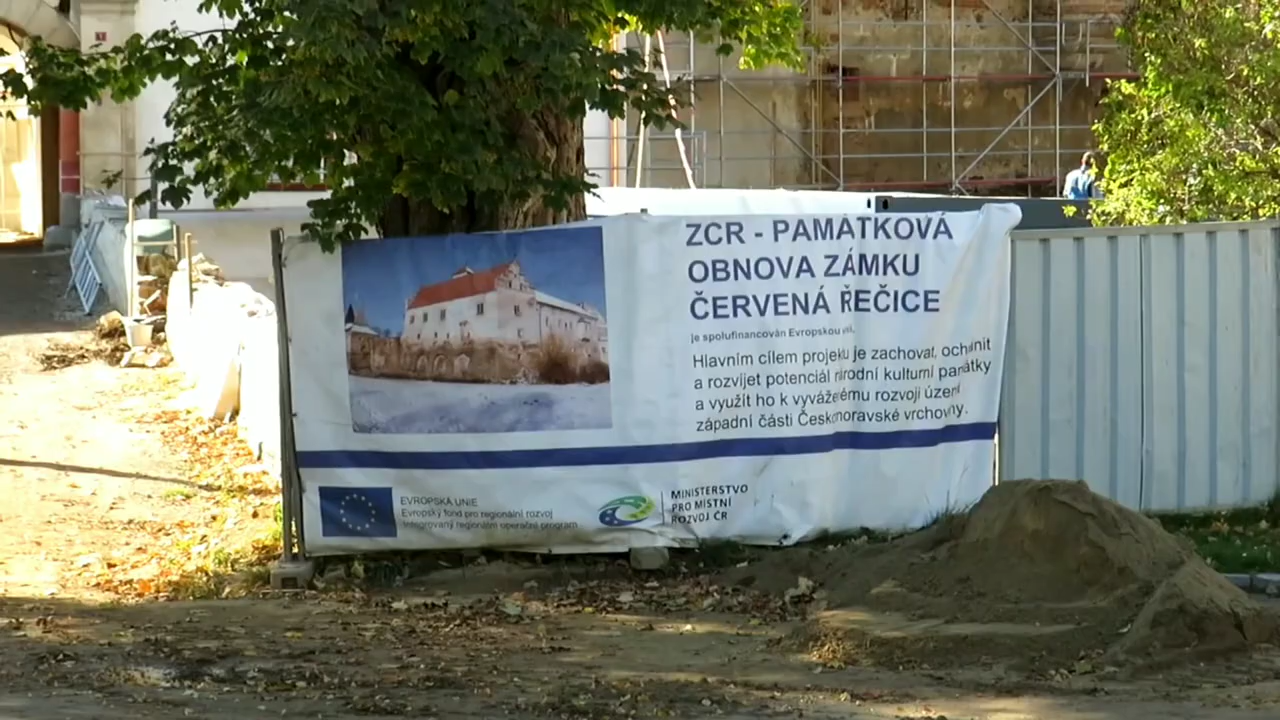 ZCR - PAMÁTKOVÁ
OBNOVA ZÁMKU
ČERVENÁ ŘEČICE
je spolufinancován Evropskou unií.
Hlavním cílem projektu je zachovat, ochránit
a rozvíjet potenciál národní kulturní památky
a využít ho k vyváženému rozvoji území
západní části Českomoravské vrchoviny.
EVROPSKÁ UNIE
Evropský fond pro regionální rozvoj
Integrovaný regionální operační program
MINISTERSTVO
PRO MÍSTNÍ
ROZVOJ ČR